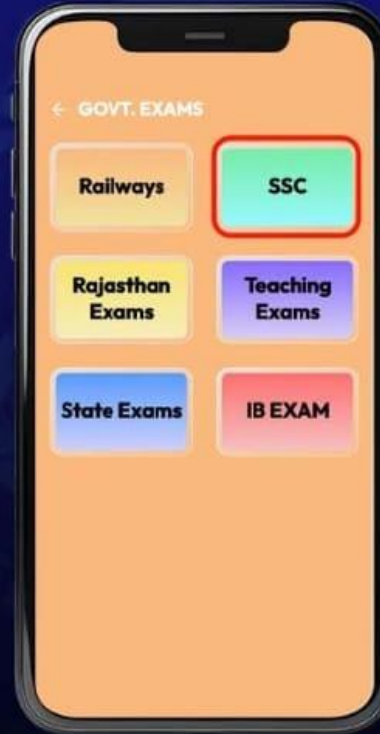 ← GOVT. EXAMS
Railways
SSC
Rajasthan
Exams
Teaching
Exams
State Exams
IB EXAM